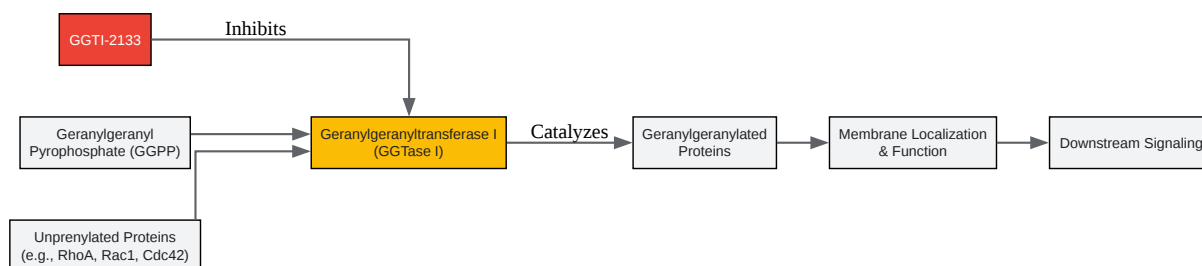 GGTI-2133
Inhibits
Geranylgeranyl
Pyrophosphate (GGPP)
Geranylgeranyltransferase I
(GGTase I)
Catalyzes
Geranylgeranylated
Proteins
Membrane Localization
& Function
Downstream Signaling
Unprenylated Proteins
(e.g., RhoA, Rac1, Cdc42)